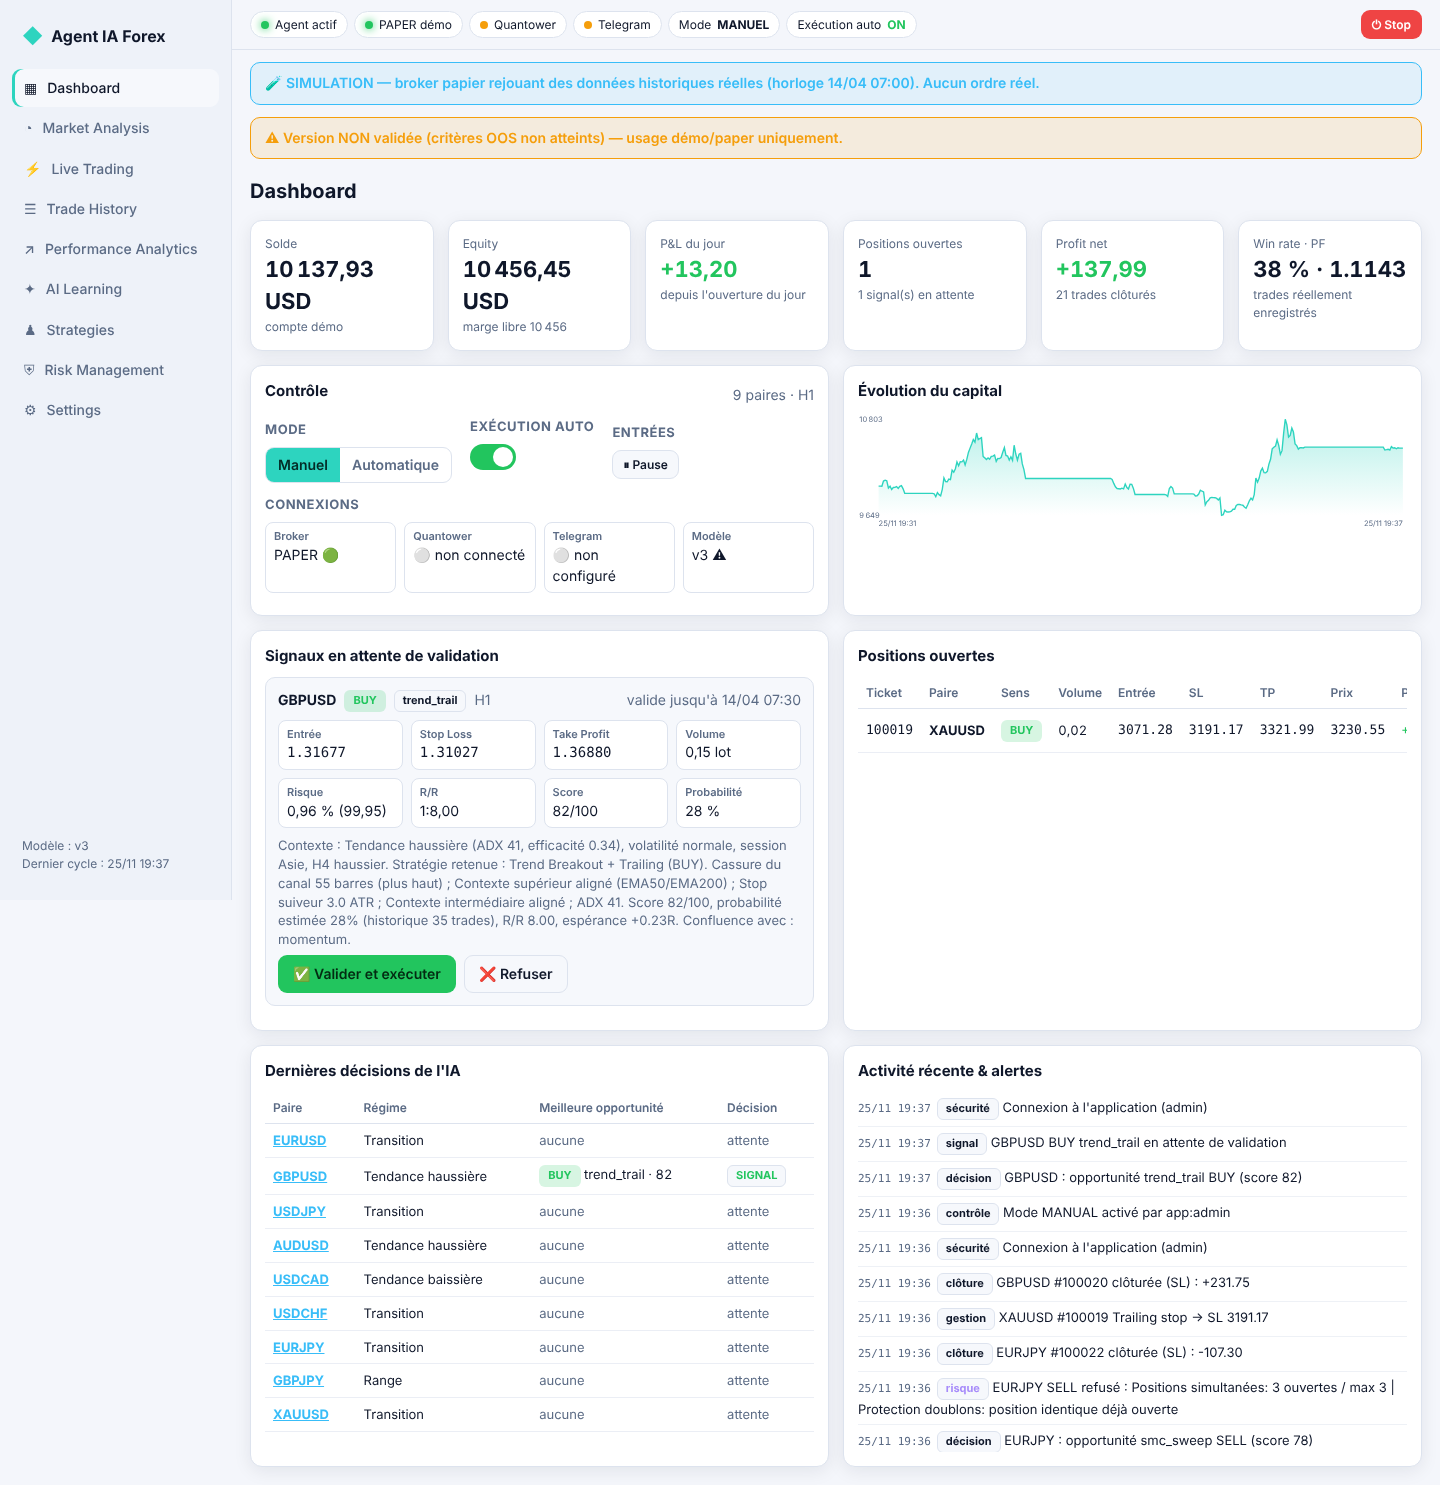 Agent IA Forex
Dashboard
Market Analysis
Live Trading
Trade History
Performance Analytics
AI Learning
Strategies
Risk Management
Settings
Modèle : v3
Dernier cycle : 25/11 19:37
Agent actif
PAPER démo
Quantower
Telegram
Mode MANUEL
Exécution auto ON
Stop
SIMULATION — broker papier rejouant des données historiques réelles (horloge 14/04 07:00). Aucun ordre réel.
Version NON validée (critères OOS non atteints) — usage démo/paper uniquement.
Dashboard
Solde
10 137,93
USD
compte démo
Equity
10 456,45
USD
marge libre 10 456
P&L du jour
+13,20
depuis l'ouverture du jour
Positions ouvertes
1
1 signal(s) en attente
Profit net
+137,99
21 trades clôturés
Win rate · PF
38 % · 1.1143
trades réellement
enregistrés
Contrôle
9 paires · H1
MODE
Manuel Automatique
EXÉCUTION AUTO
ENTRÉES
Pause
CONNEXIONS
Broker
PAPER
Quantower
non connecté
Telegram
non
configuré
Modèle
v3
Évolution du capital
10 803
9 649
25/11 19:31
25/11 19:37
Signaux en attente de validation
GBPUSD BUY trend_trail H1 valide jusqu'à 14/04 07:30
Entrée
1.31677
Stop Loss
1.31027
Take Profit
1.36880
Volume
0,15 lot
Risque
0,96 % (99,95)
R/R
1:8,00
Score
82/100
Probabilité
28 %
Contexte : Tendance haussière (ADX 41, efficacité 0.34), volatilité normale, session
Asie, H4 haussier. Stratégie retenue : Trend Breakout + Trailing (BUY). Cassure du
canal 55 barres (plus haut) ; Contexte supérieur aligné (EMA50/EMA200) ; Stop
suiveur 3.0 ATR ; Contexte intermédiaire aligné ; ADX 41. Score 82/100, probabilité
estimée 28% (historique 35 trades), R/R 8.00, espérance +0.23R. Confluence avec :
momentum.
Valider et exécuter
Refuser
Positions ouvertes
Ticket Paire Sens Volume Entrée SL TP Prix P
100019 XAUUSD BUY 0,02 3071.28 3191.17 3321.99 3230.55 +
Dernières décisions de l'IA
Paire Régime Meilleure opportunité Décision
EURUSD Transition aucune attente
GBPUSD Tendance haussière BUY trend_trail · 82 SIGNAL
USDJPY Transition aucune attente
AUDUSD Tendance haussière aucune attente
USDCAD Tendance baissière aucune attente
USDCHF Transition aucune attente
EURJPY Transition aucune attente
GBPJPY Range aucune attente
XAUUSD Transition aucune attente
Activité récente & alertes
25/11 19:37 sécurité Connexion à l'application (admin)
25/11 19:37 signal GBPUSD BUY trend_trail en attente de validation
25/11 19:37 décision GBPUSD : opportunité trend_trail BUY (score 82)
25/11 19:36 contrôle Mode MANUAL activé par app:admin
25/11 19:36 sécurité Connexion à l'application (admin)
25/11 19:36 clôture GBPUSD #100020 clôturée (SL) : +231.75
25/11 19:36 gestion XAUUSD #100019 Trailing stop → SL 3191.17
25/11 19:36 clôture EURJPY #100022 clôturée (SL) : -107.30
25/11 19:36 risque EURJPY SELL refusé : Positions simultanées: 3 ouvertes / max 3 |
Protection doublons: position identique déjà ouverte
25/11 19:36 décision EURJPY : opportunité smc_sweep SELL (score 78)